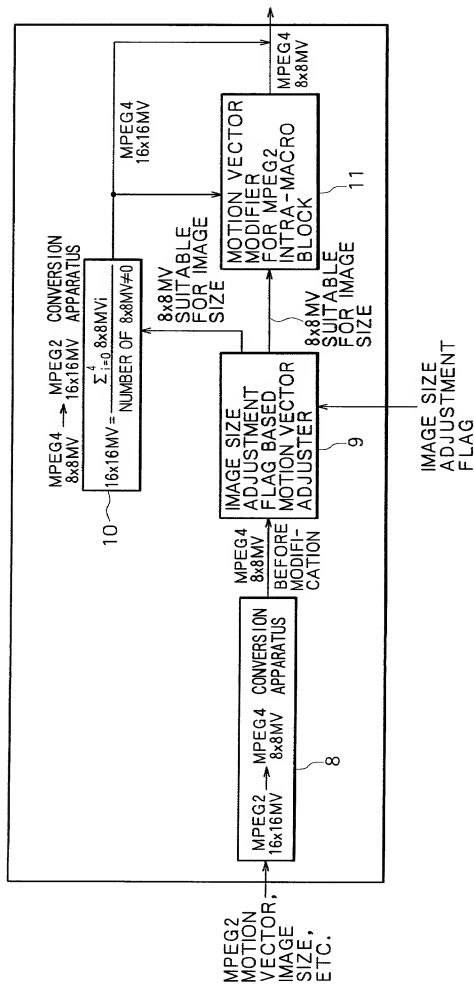 MPEG2
MOTION
VECTOR,
IMAGE
SIZE,
ETC.
MPEG2 → MPEG4 CONVERSION
16x16MV 8x8MV APPARATUS
8
MPEG4
8x8MV
BEFORE
MODIFI-
CATION
IMAGE SIZE
ADJUSTMENT
FLAG BASED
MOTION VECTOR
ADJUSTER
9
IMAGE SIZE
ADJUSTMENT
FLAG
MPEG4 → MPEG2 CONVERSION
8x8MV 16x16MV APPARATUS
16x16MV = Σ⁴i=0 8x8MVi
NUMBER OF 8x8MV≠0
10
8x8MV
SUITABLE
FOR IMAGE
SIZE
8x8MV
SUITABLE
FOR IMAGE
SIZE
MPEG4
16x16MV
MOTION VECTOR
MODIFIER
FOR MPEG2
INTRA-MACRO
BLOCK
11
MPEG4
8x8MV